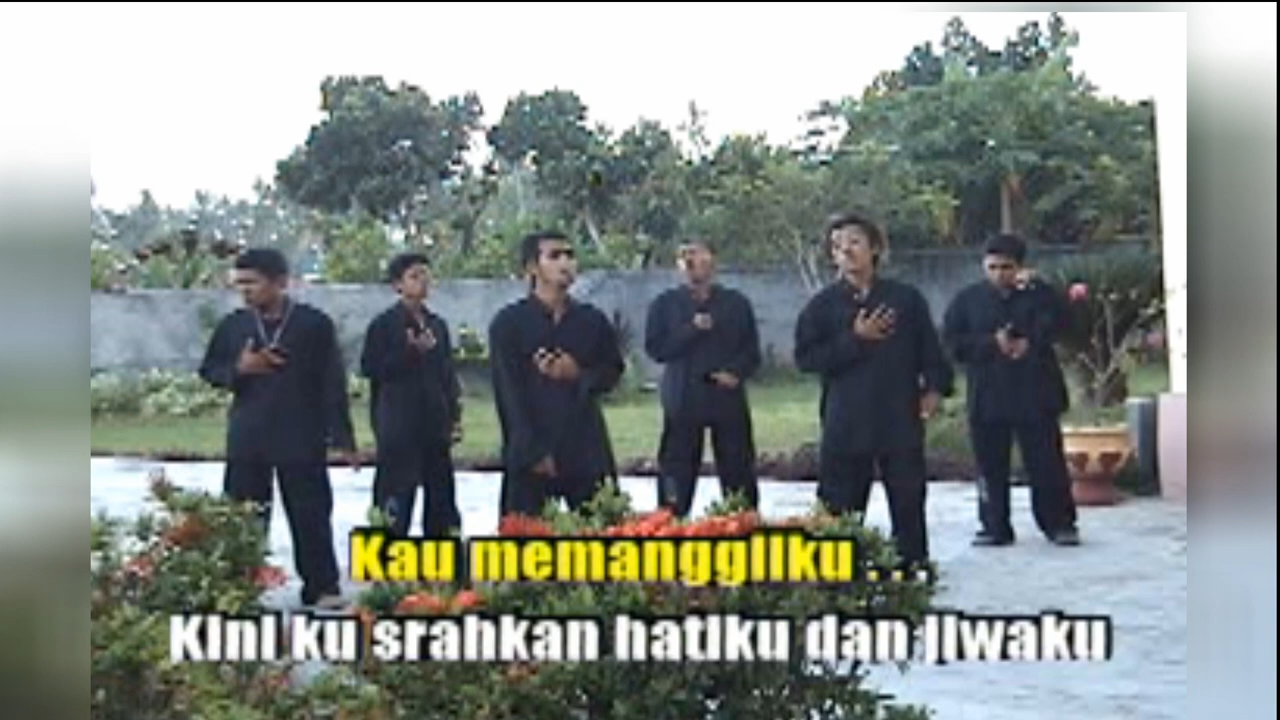 Kau memanggilku . . .
Kini ku srahkan hatiku dan jiwaku